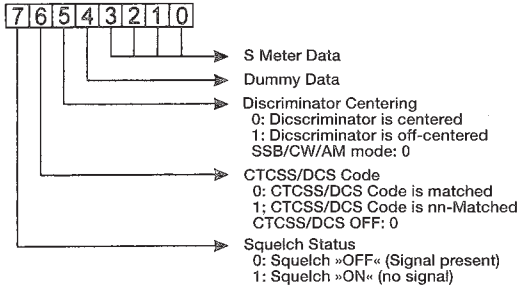 7 6 5 4 3 2 1 0
S Meter Data
Dummy Data
Discriminator Centering
0: Dicscriminator is centered
1: Dicscriminator is off-centered
SSB/CW/AM mode: 0
CTCSS/DCS Code
0: CTCSS/DCS Code is matched
1; CTCSS/DCS Code is nn-Matched
CTCSS/DCS OFF: 0
Squelch Status
0: Squelch »OFF« (Signal present)
1: Squelch »ON« (no signal)